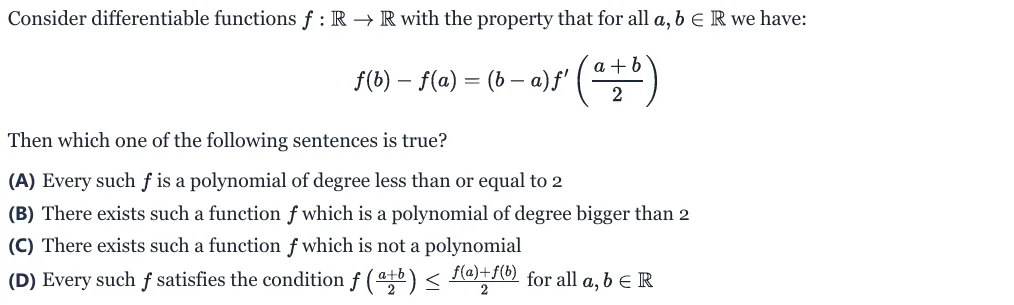 Consider differentiable functions f : ℝ → ℝ with the property that for all a, b ∈ ℝ we have:
f(b) − f(a) = (b − a)f′((a + b)/2)
Then which one of the following sentences is true?
(A) Every such f is a polynomial of degree less than or equal to 2
(B) There exists such a function f which is a polynomial of degree bigger than 2
(C) There exists such a function f which is not a polynomial
(D) Every such f satisfies the condition f((a+b)/2) ≤ (f(a)+f(b))/2 for all a, b ∈ ℝ